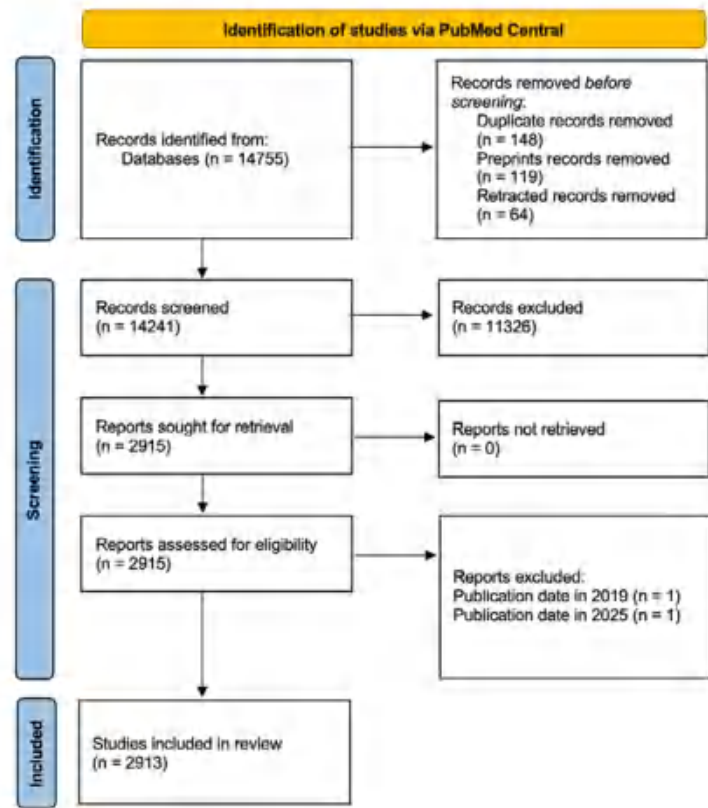 Identification of studies via PubMed Central
Identification
Records identified from:
Databases (n = 14755)
Records removed before
screening:
Duplicate records removed
(n = 148)
Preprints records removed
(n = 119)
Retracted records removed
(n = 64)
Screening
Records screened
(n = 14241)
Records excluded
(n = 11326)
Reports sought for retrieval
(n = 2915)
Reports not retrieved
(n = 0)
Reports assessed for eligibility
(n = 2915)
Reports excluded:
Publication date in 2019 (n = 1)
Publication date in 2025 (n = 1)
Included
Studies included in review
(n = 2913)